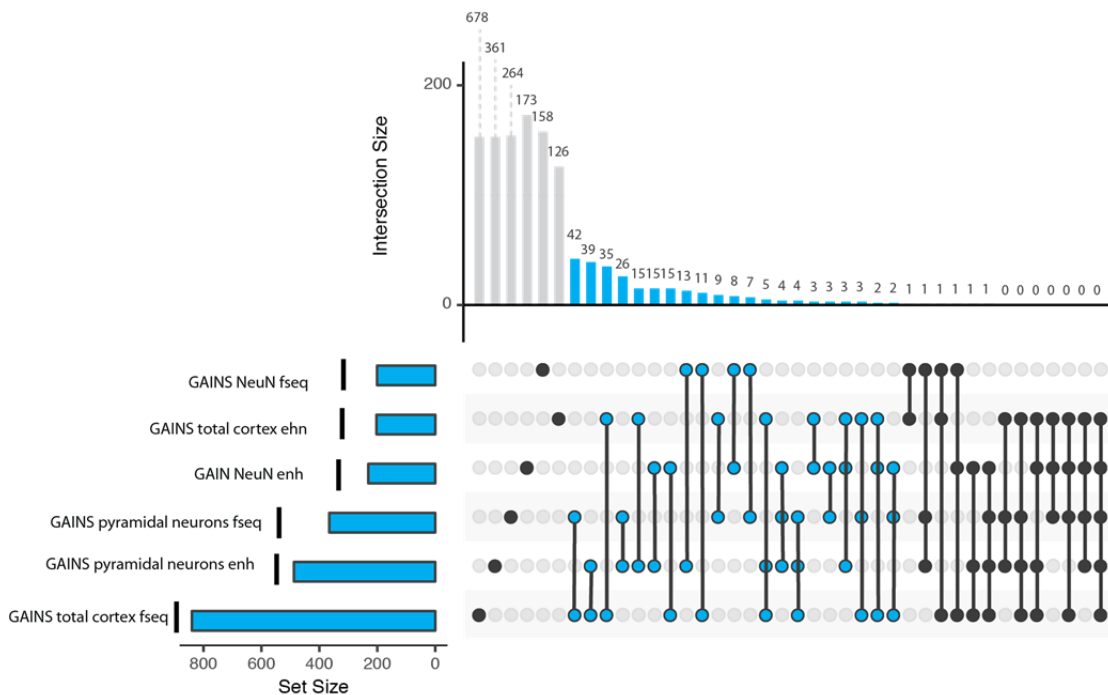 678
361
264
173
158
126
200
Intersection Size
42
39
35
26
15 15 15 13 11 9 8 7 5 4 4 3 3 3 3 2 2 1 1 1 1 1 1 0 0 0 0 0 0 0
0
GAINS NeuN fseq
GAINS total cortex ehn
GAIN NeuN enh
GAINS pyramidal neurons fseq
GAINS pyramidal neurons enh
GAINS total cortex fseq
800 600 400 200 0
Set Size